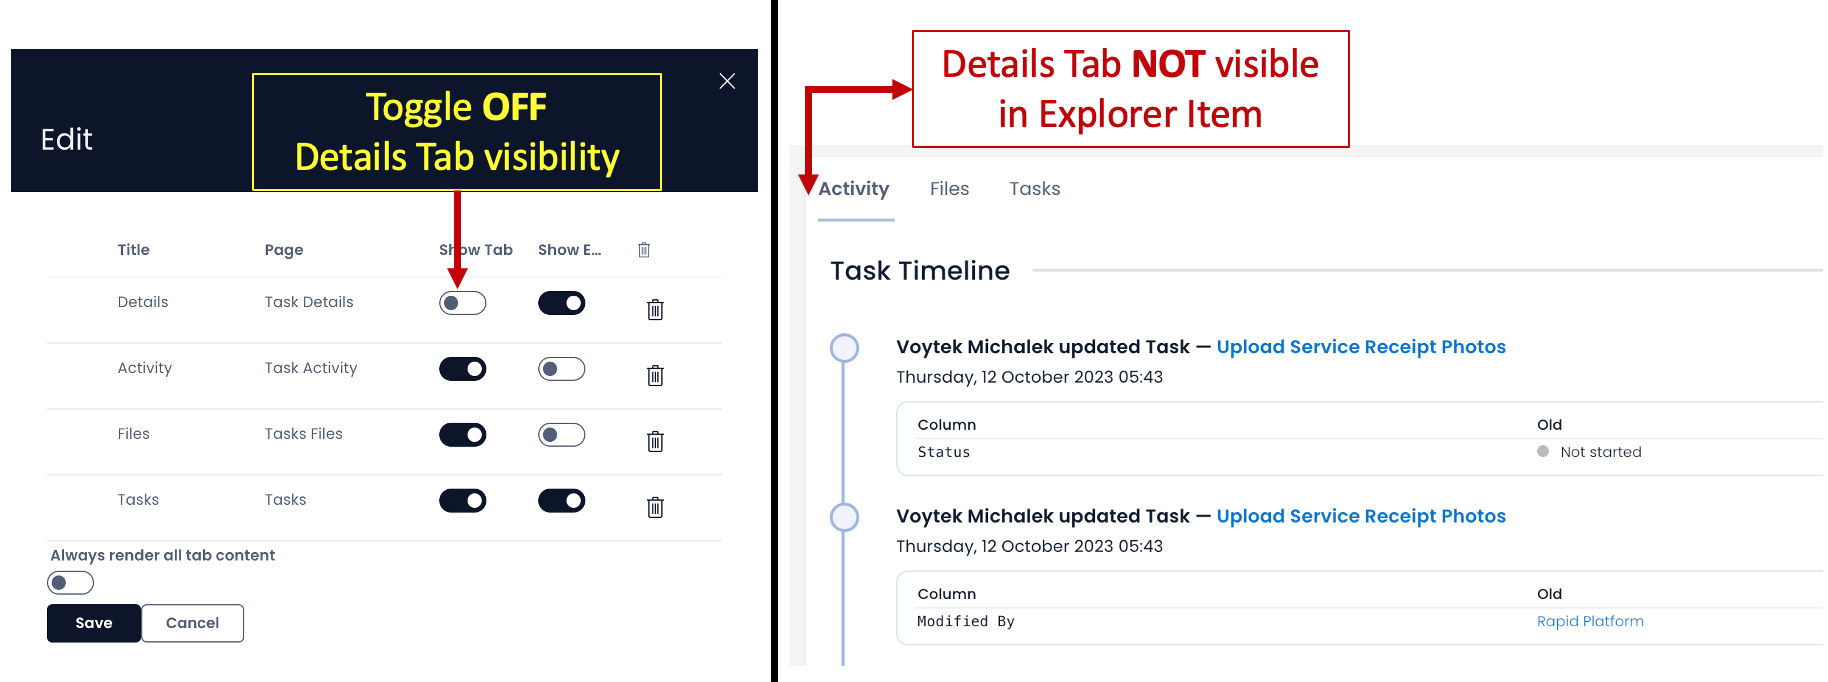 Edit
Toggle OFF
Details Tab visibility
Title Page Show Tab Show E...
Details Task Details
Activity Task Activity
Files Tasks Files
Tasks Tasks
Always render all tab content
Save Cancel
Details Tab NOT visible
in Explorer Item
Activity Files Tasks
Task Timeline
Voytek Michalek updated Task — Upload Service Receipt Photos
Thursday, 12 October 2023 05:43
Column Old
Status Not started
Voytek Michalek updated Task — Upload Service Receipt Photos
Thursday, 12 October 2023 05:43
Column Old
Modified By Rapid Platform